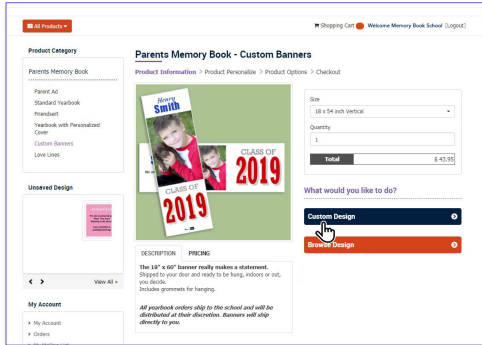 All Products
Shopping Cart
Welcome Memory Book School [Logout]
Product Category
Parents Memory Book
Parent Ad
Standard Yearbook
Friendsert
Yearbook with Personalized
Cover
Custom Banners
Love Lines
Unsaved Design
View All »
My Account
My Account
Orders
Parents Memory Book - Custom Banners
Product Information > Product Personalize > Product Options > Checkout
Henry
Smith
CLASS OF
2019
CLASS OF
2019
DESCRIPTION
PRICING
The 18" x 60" banner really makes a statement.
Shipped to your door and ready to be hung, indoors or out,
you decide.
Includes grommets for hanging.
All yearbook orders ship to the school and will be
distributed at their discretion. Banners will ship
directly to you.
Size
18 x 54 inch Vertical
Quantity
1
Total
$ 43.95
What would you like to do?
Custom Design
Browse Design